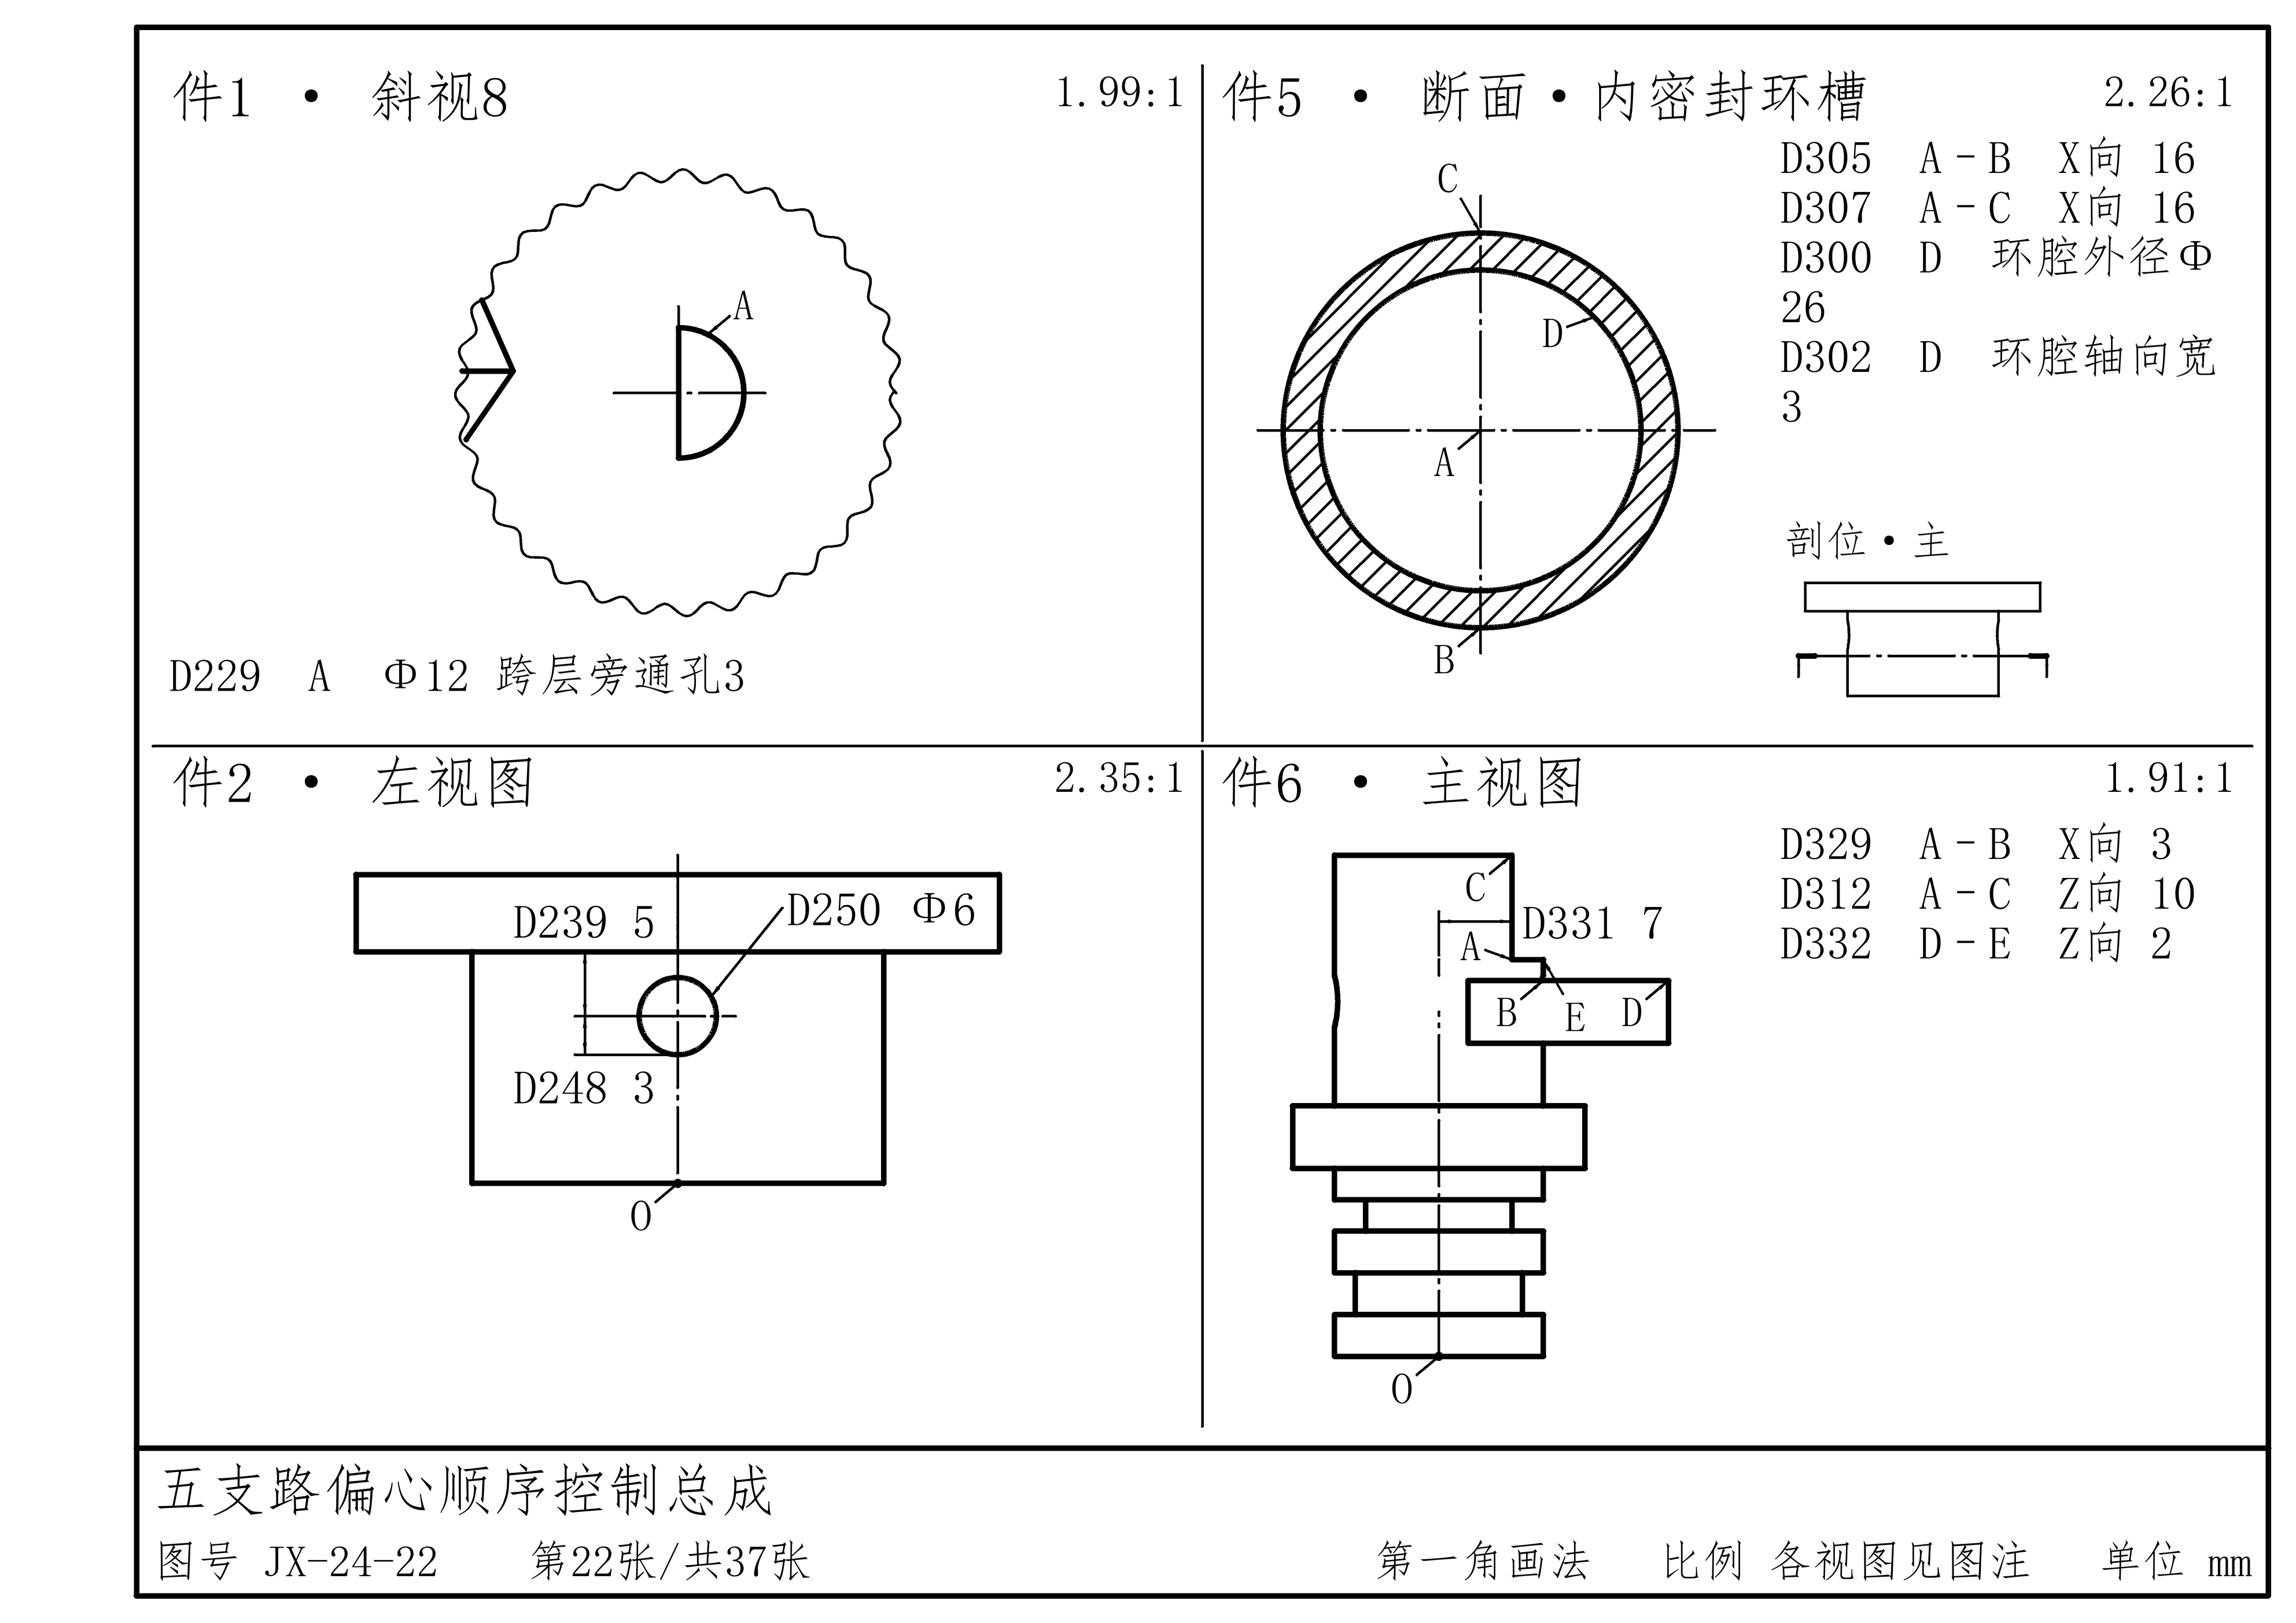 件1 · 斜视8 1.99:1
A
D229 A Φ12 跨层旁通孔3
件5 · 断面·内密封环槽 2.26:1
D305 A-B X向 16
D307 A-C X向 16
D300 D 环腔外径Φ
26
D302 D 环腔轴向宽
3
C
D
A
B
剖位·主
件2 · 左视图 2.35:1
D239 5
D250 Φ6
D248 3
O
件6 · 主视图 1.91:1
D329 A-B X向 3
D312 A-C Z向 10
D332 D-E Z向 2
C
D331 7
A
B E D
O
五支路偏心顺序控制总成
图号 JX-24-22 第22张/共37张 第一角画法 比例 各视图见图注 单位 mm